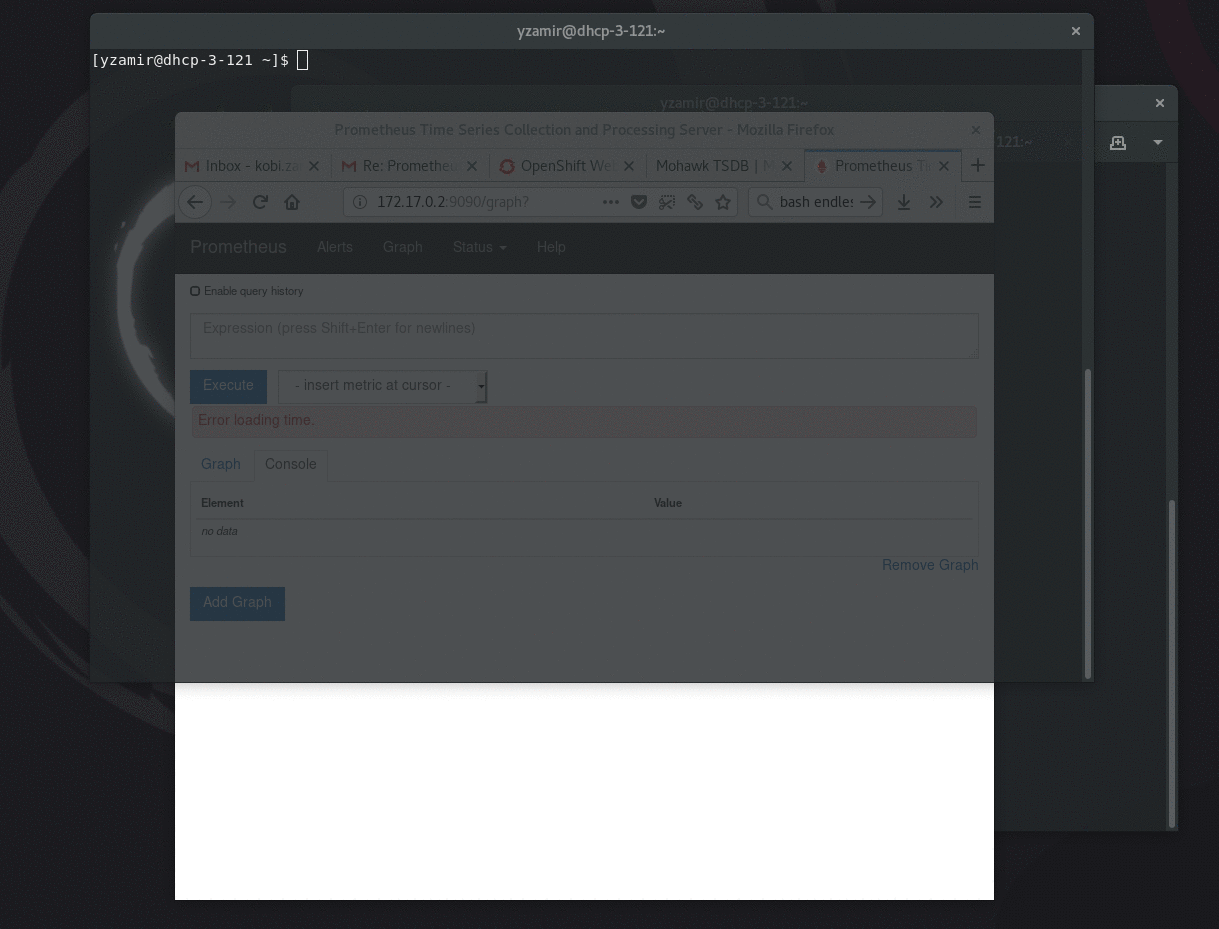 yzamir@dhcp-3-121:~
[yzamir@dhcp-3-121 ~]$
yzamir@dhcp-3-121:~
Prometheus Time Series Collection and Processing Server - Mozilla Firefox
121:~
Inbox - kobi.za
Re: Prometheu
OpenShift We
Mohawk TSDB |
Prometheus Ti
172.17.0.2:9090/graph?
bash endles
Prometheus Alerts Graph Status Help
Enable query history
Expression (press Shift+Enter for newlines)
Execute
- insert metric at cursor -
Error loading time:
Graph Console
Element Value
no data
Remove Graph
Add Graph